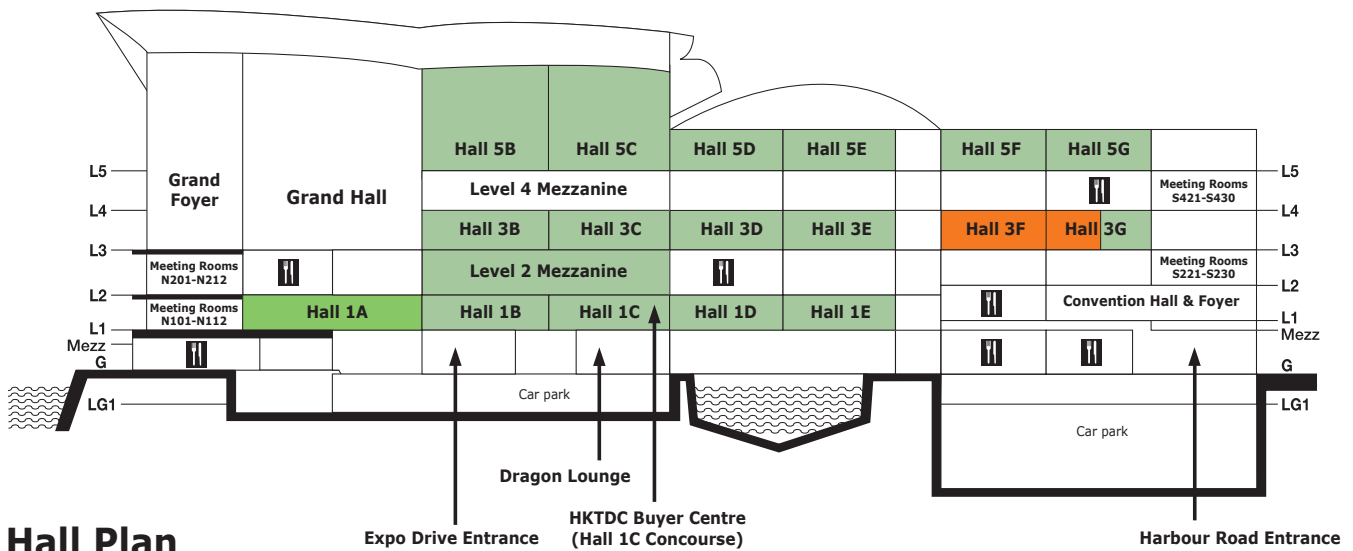 Hall 5B
Hall 5C
Hall 5D
Hall 5E
Hall 5F
Hall 5G
L5
L5
Grand
Foyer
Grand Hall
Level 4 Mezzanine
Meeting Rooms
S421-S430
L4
L4
Hall 3B
Hall 3C
Hall 3D
Hall 3E
Hall 3F
Hall 3G
L3
L3
Meeting Rooms
N201-N212
Level 2 Mezzanine
Meeting Rooms
S221-S230
L2
L2
Meeting Rooms
N101-N112
Hall 1A
Hall 1B
Hall 1C
Hall 1D
Hall 1E
Convention Hall & Foyer
L1
L1
Mezz
Mezz
G
G
LG1
LG1
Car park
Car park
Dragon Lounge
Expo Drive Entrance
HKTDC Buyer Centre
(Hall 1C Concourse)
Harbour Road Entrance
Hall Plan